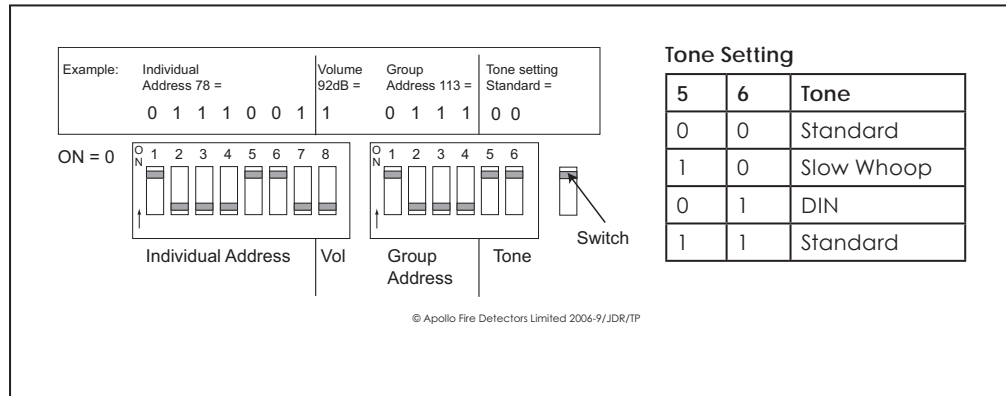 Example: Individual Address 78 = Volume 92dB = Group Address 113 = Tone setting Standard =
0 1 1 1 0 0 1 1 0 1 1 1 0 0
ON = 0
ON 1 2 3 4 5 6 7 8 ON 1 2 3 4 5 6
Switch
Individual Address Vol Group Address Tone
© Apollo Fire Detectors Limited 2006-9/JDR/TP
Tone Setting
5 6 Tone
0 0 Standard
1 0 Slow Whoop
0 1 DIN
1 1 Standard